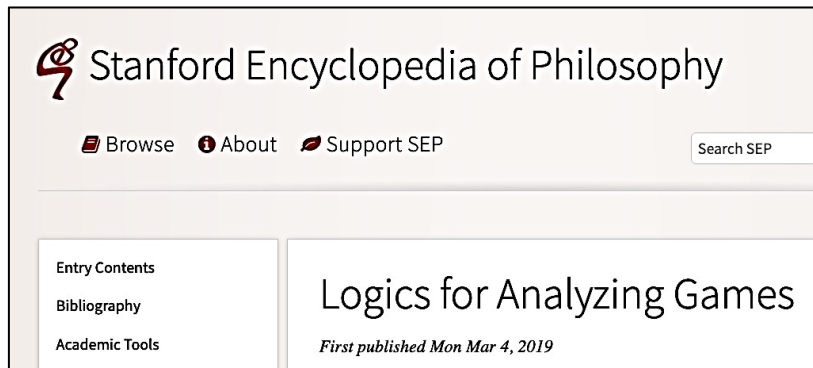 Stanford Encyclopedia of Philosophy
Browse About Support SEP
Search SEP
Entry Contents
Bibliography
Academic Tools
Logics for Analyzing Games
First published Mon Mar 4, 2019